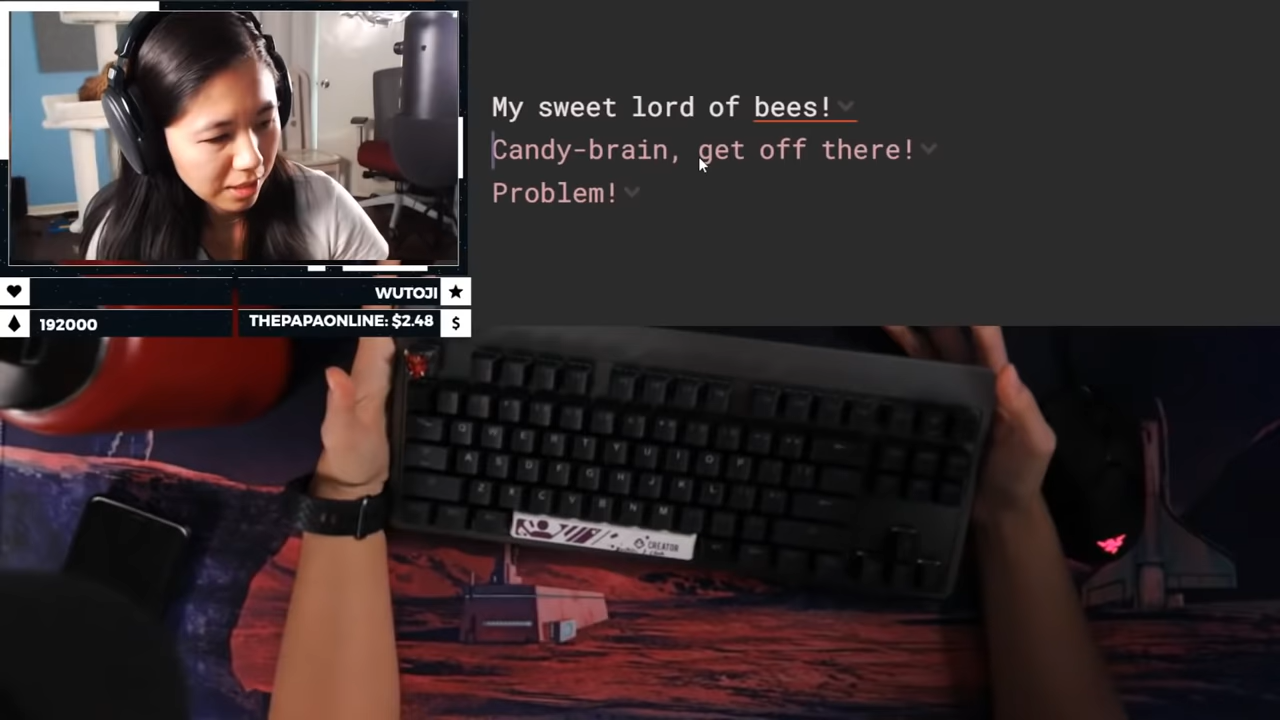 My sweet lord of bees!
Candy-brain, get off there!
Problem!
WUTOJI
192000
THEPAPAONLINE: $2.48
$
Q W E R T Y U I O P
A S D F G H J K L
Z X C V B N M
CREATOR